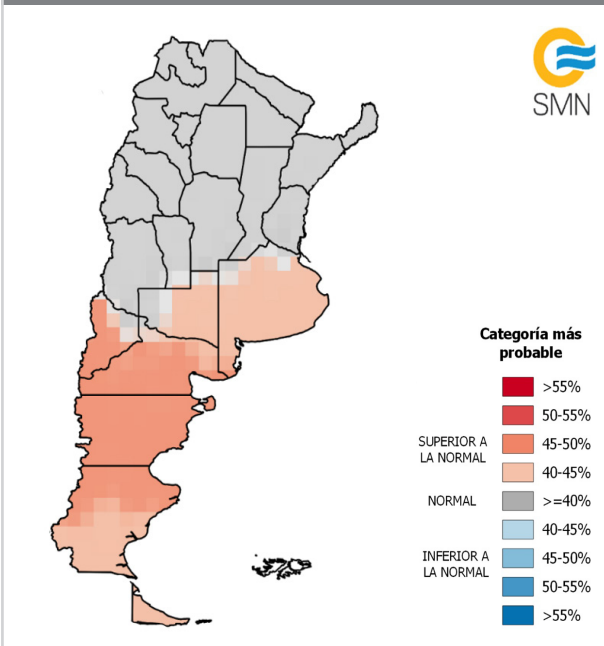 SMN
Categoría más
probable
>55%
50-55%
SUPERIOR A
LA NORMAL
45-50%
40-45%
NORMAL
>=40%
40-45%
INFERIOR A
LA NORMAL
45-50%
50-55%
>55%